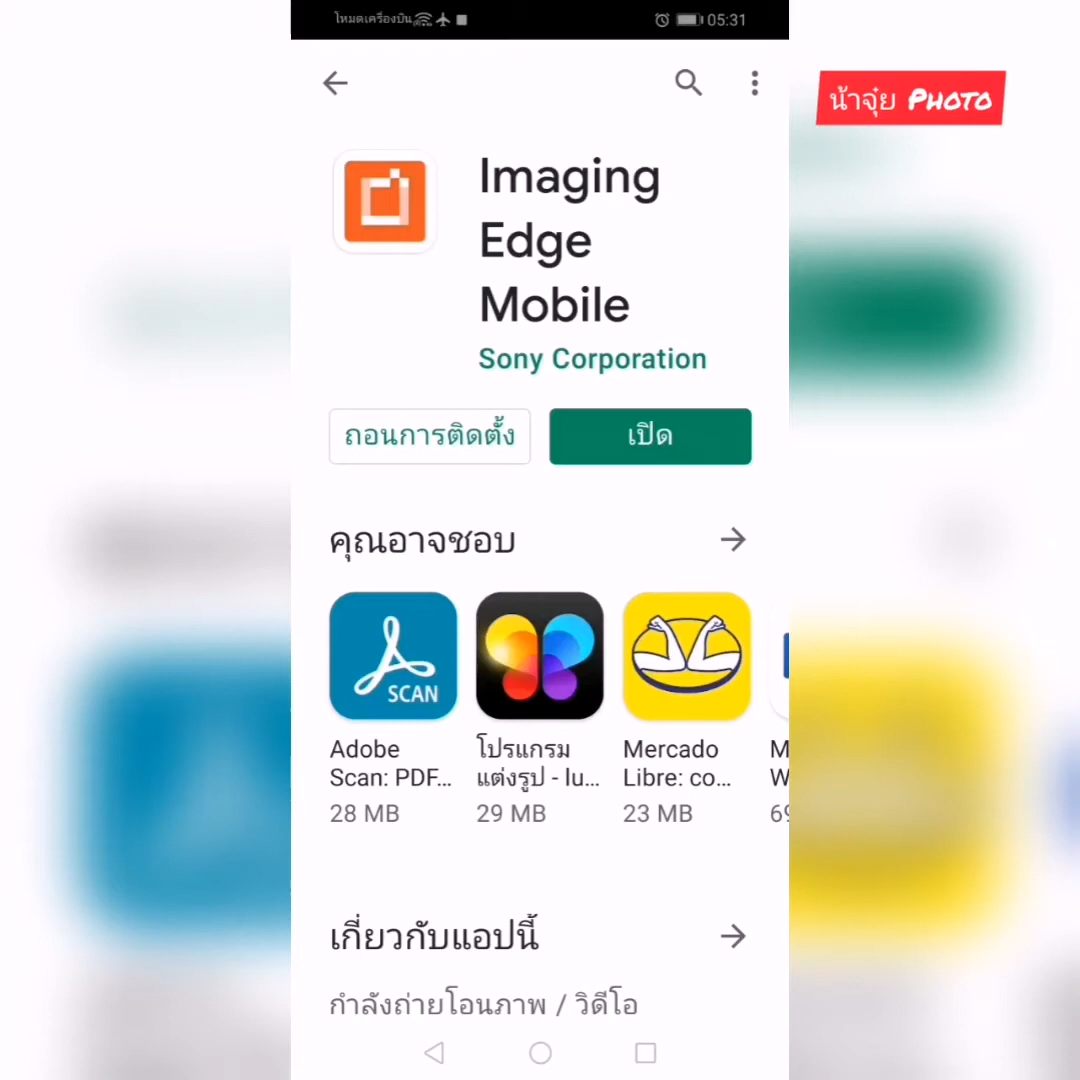 โหมดเครื่องบิน
05:31
น้าจุ๋ย PHOTO
Imaging
Edge
Mobile
Sony Corporation
ถอนการติดตั้ง
เปิด
คุณอาจชอบ
SCAN
Adobe
Scan: PDF...
28 MB
โปรแกรม
แต่งรูป - lu...
29 MB
Mercado
Libre: co...
23 MB
M
W
69
เกี่ยวกับแอปนี้
กำลังถ่ายโอนภาพ / วิดีโอ